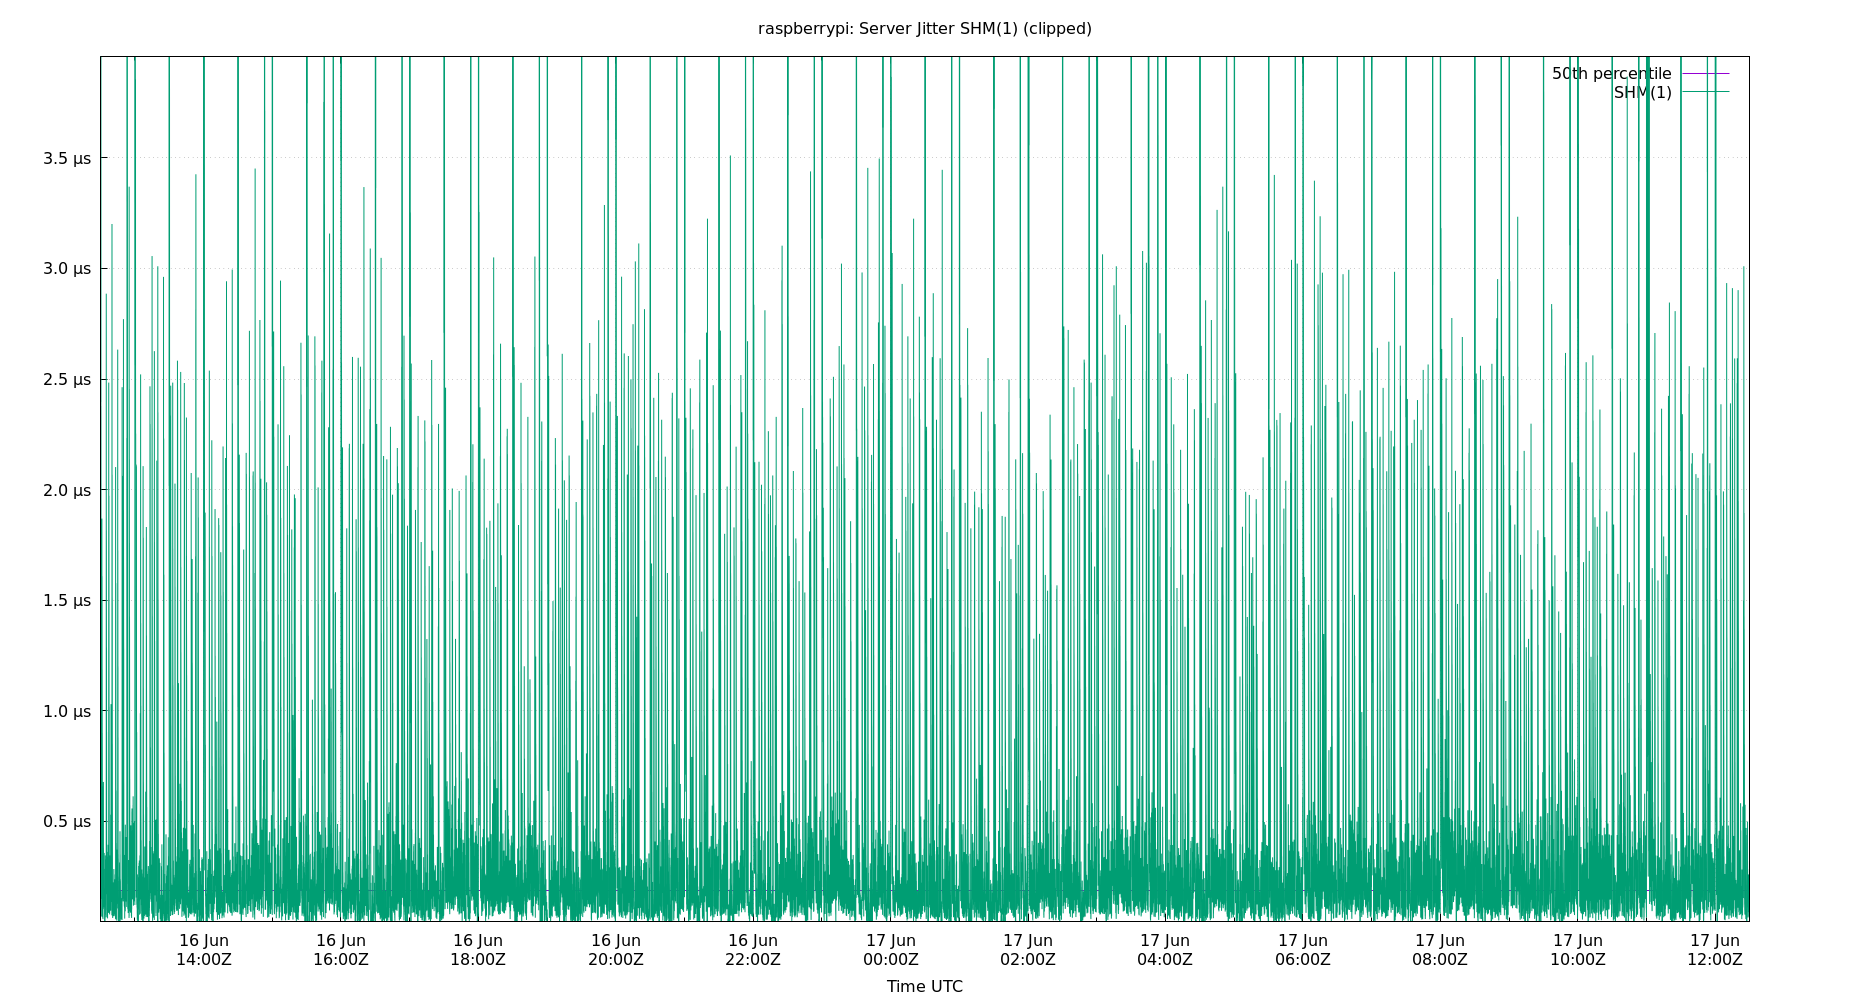 raspberrypi: Server Jitter SHM(1) (clipped)
50th percentile
SHM(1)
3.5 µs
3.0 µs
2.5 µs
2.0 µs
1.5 µs
1.0 µs
0.5 µs
16 Jun 16 Jun 16 Jun 16 Jun 16 Jun 17 Jun 17 Jun 17 Jun 17 Jun 17 Jun 17 Jun 17 Jun
14:00Z 16:00Z 18:00Z 20:00Z 22:00Z 00:00Z 02:00Z 04:00Z 06:00Z 08:00Z 10:00Z 12:00Z
Time UTC